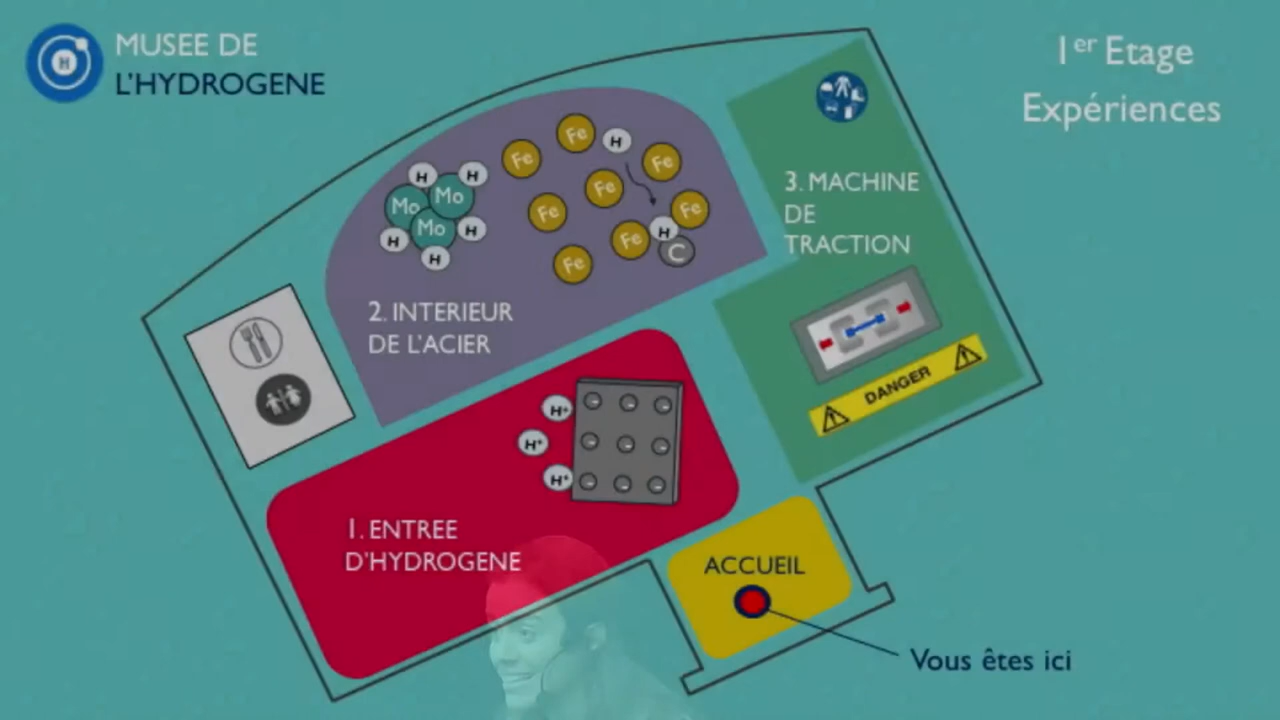 MUSEE DE
L'HYDROGENE
H
1er Etage
Expériences
Fe
H
Fe
Fe
H
H
Mo
Mo
Mo
H
H
H
Fe
Fe
Fe
Fe
H
C
Fe
3. MACHINE
DE
TRACTION
2. INTERIEUR
DE L'ACIER
DANGER
H+
H+
H+
- - -
- - -
- - -
1. ENTREE
D'HYDROGENE
ACCUEIL
Vous êtes ici